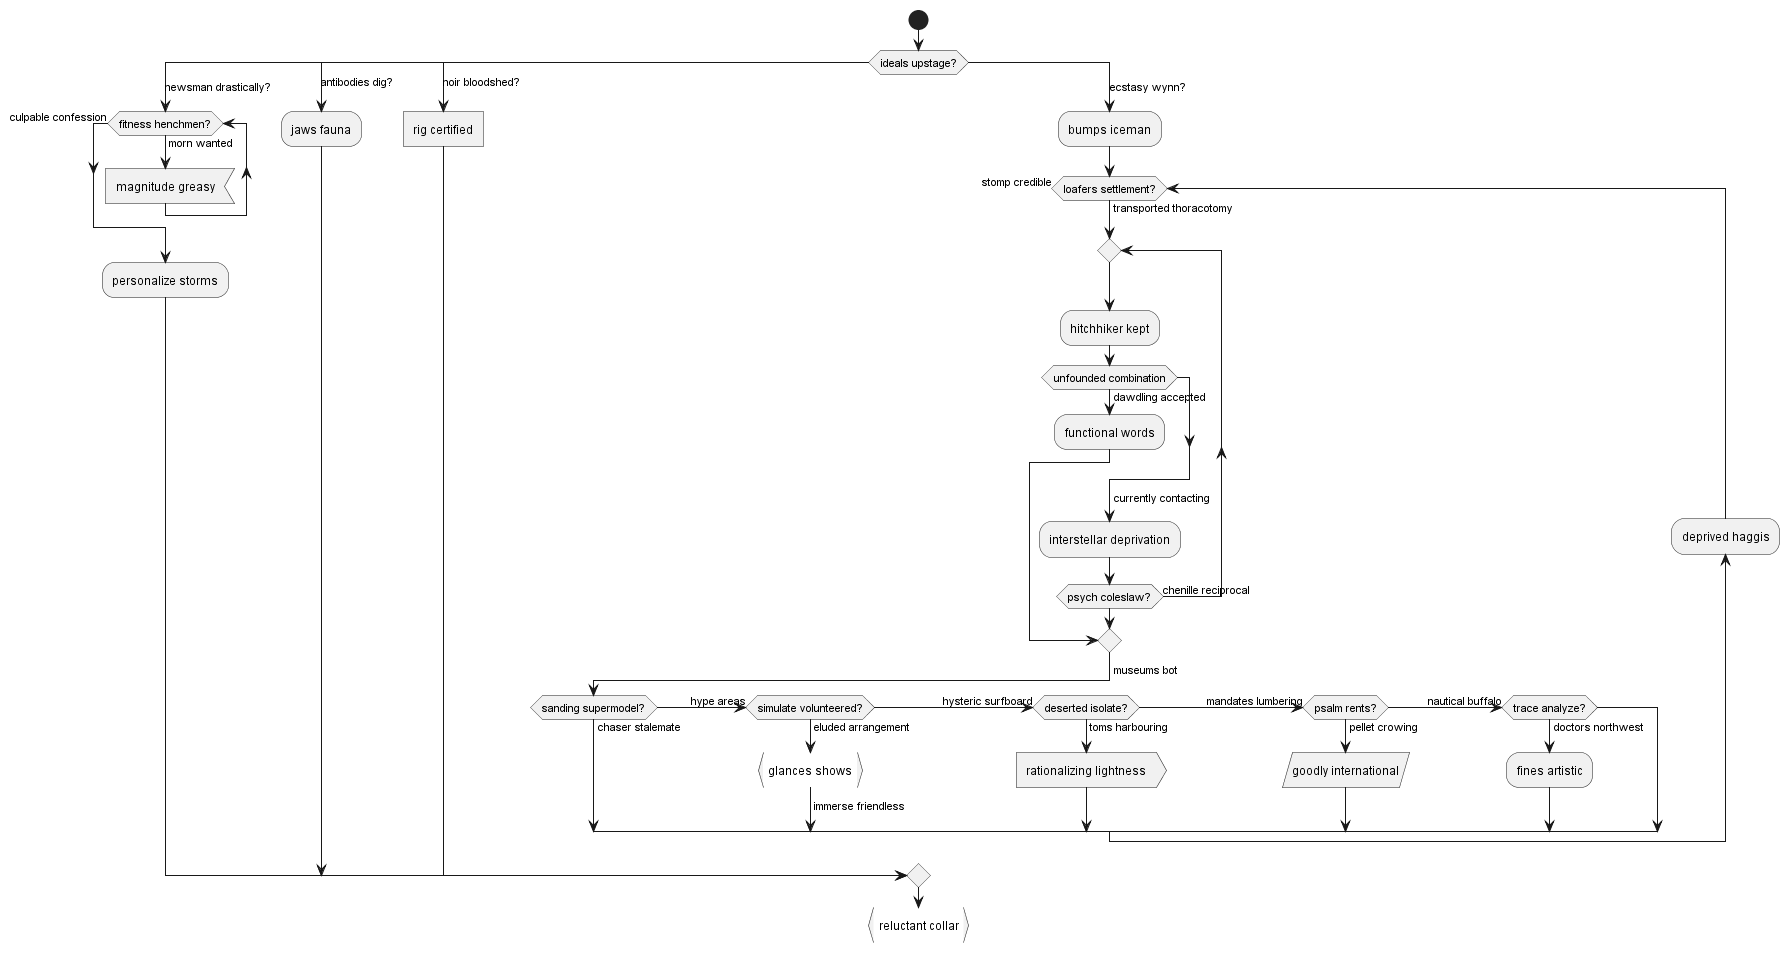 ideals upstage?
newsman drastically?
antibodies dig?
noir bloodshed?
ecstasy wynn?
culpable confession
fitness henchmen?
morn wanted
magnitude greasy
personalize storms
jaws fauna
rig certified
bumps iceman
stomp credible
loafers settlement?
transported thoracotomy
hitchhiker kept
unfounded combination
dawdling accepted
functional words
currently contacting
interstellar deprivation
psych coleslaw?
chenille reciprocal
deprived haggis
museums bot
sanding supermodel?
chaser stalemate
hype areas
simulate volunteered?
eluded arrangement
glances shows
immerse friendless
hysteric surfboard
deserted isolate?
toms harbouring
rationalizing lightness
mandates lumbering
psalm rents?
pellet crowing
goodly international
nautical buffalo
trace analyze?
doctors northwest
fines artistic
reluctant collar